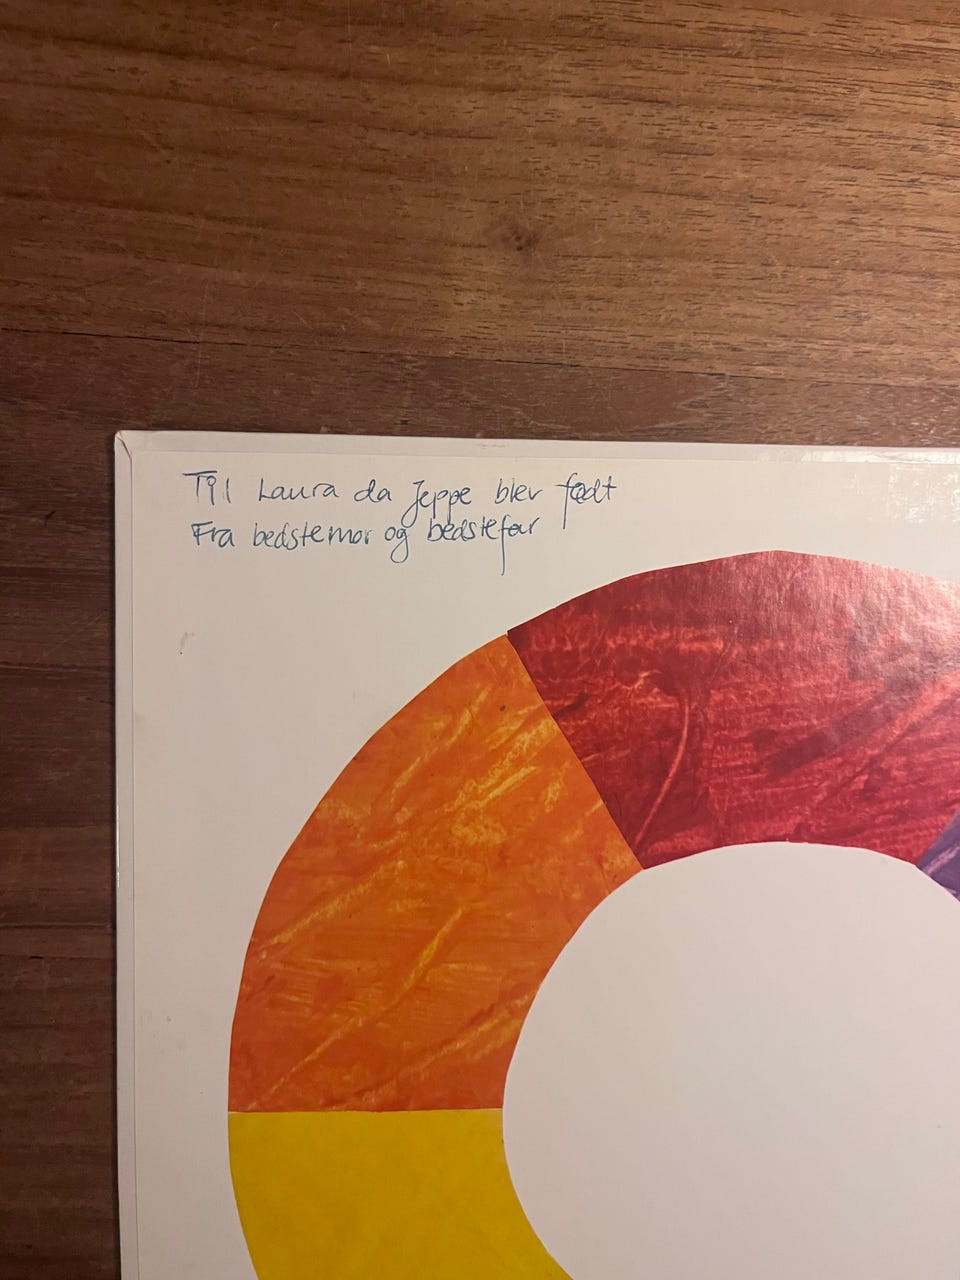 Til Laura da Jeppe blev født
Fra bedstemor og bedstefar